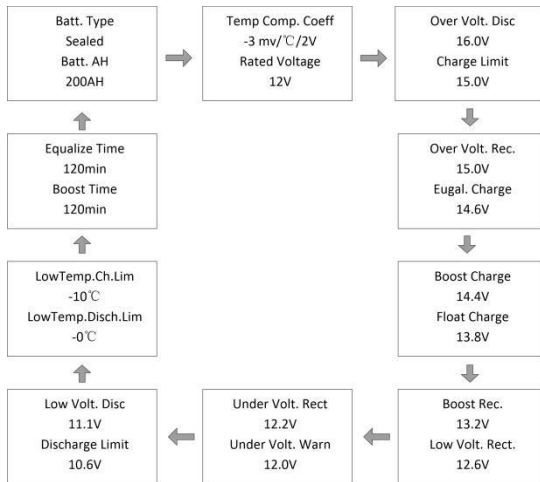 Batt. Type
Sealed
Batt. AH
200AH
Temp Comp. Coeff
-3 mv/℃/2V
Rated Voltage
12V
Over Volt. Disc
16.0V
Charge Limit
15.0V
Over Volt. Rec.
15.0V
Eugal. Charge
14.6V
Boost Charge
14.4V
Float Charge
13.8V
Boost Rec.
13.2V
Low Volt. Rect.
12.6V
Under Volt. Rect
12.2V
Under Volt. Warn
12.0V
Low Volt. Disc
11.1V
Discharge Limit
10.6V
LowTemp.Ch.Lim
-10℃
LowTemp.Disch.Lim
-0℃
Equalize Time
120min
Boost Time
120min